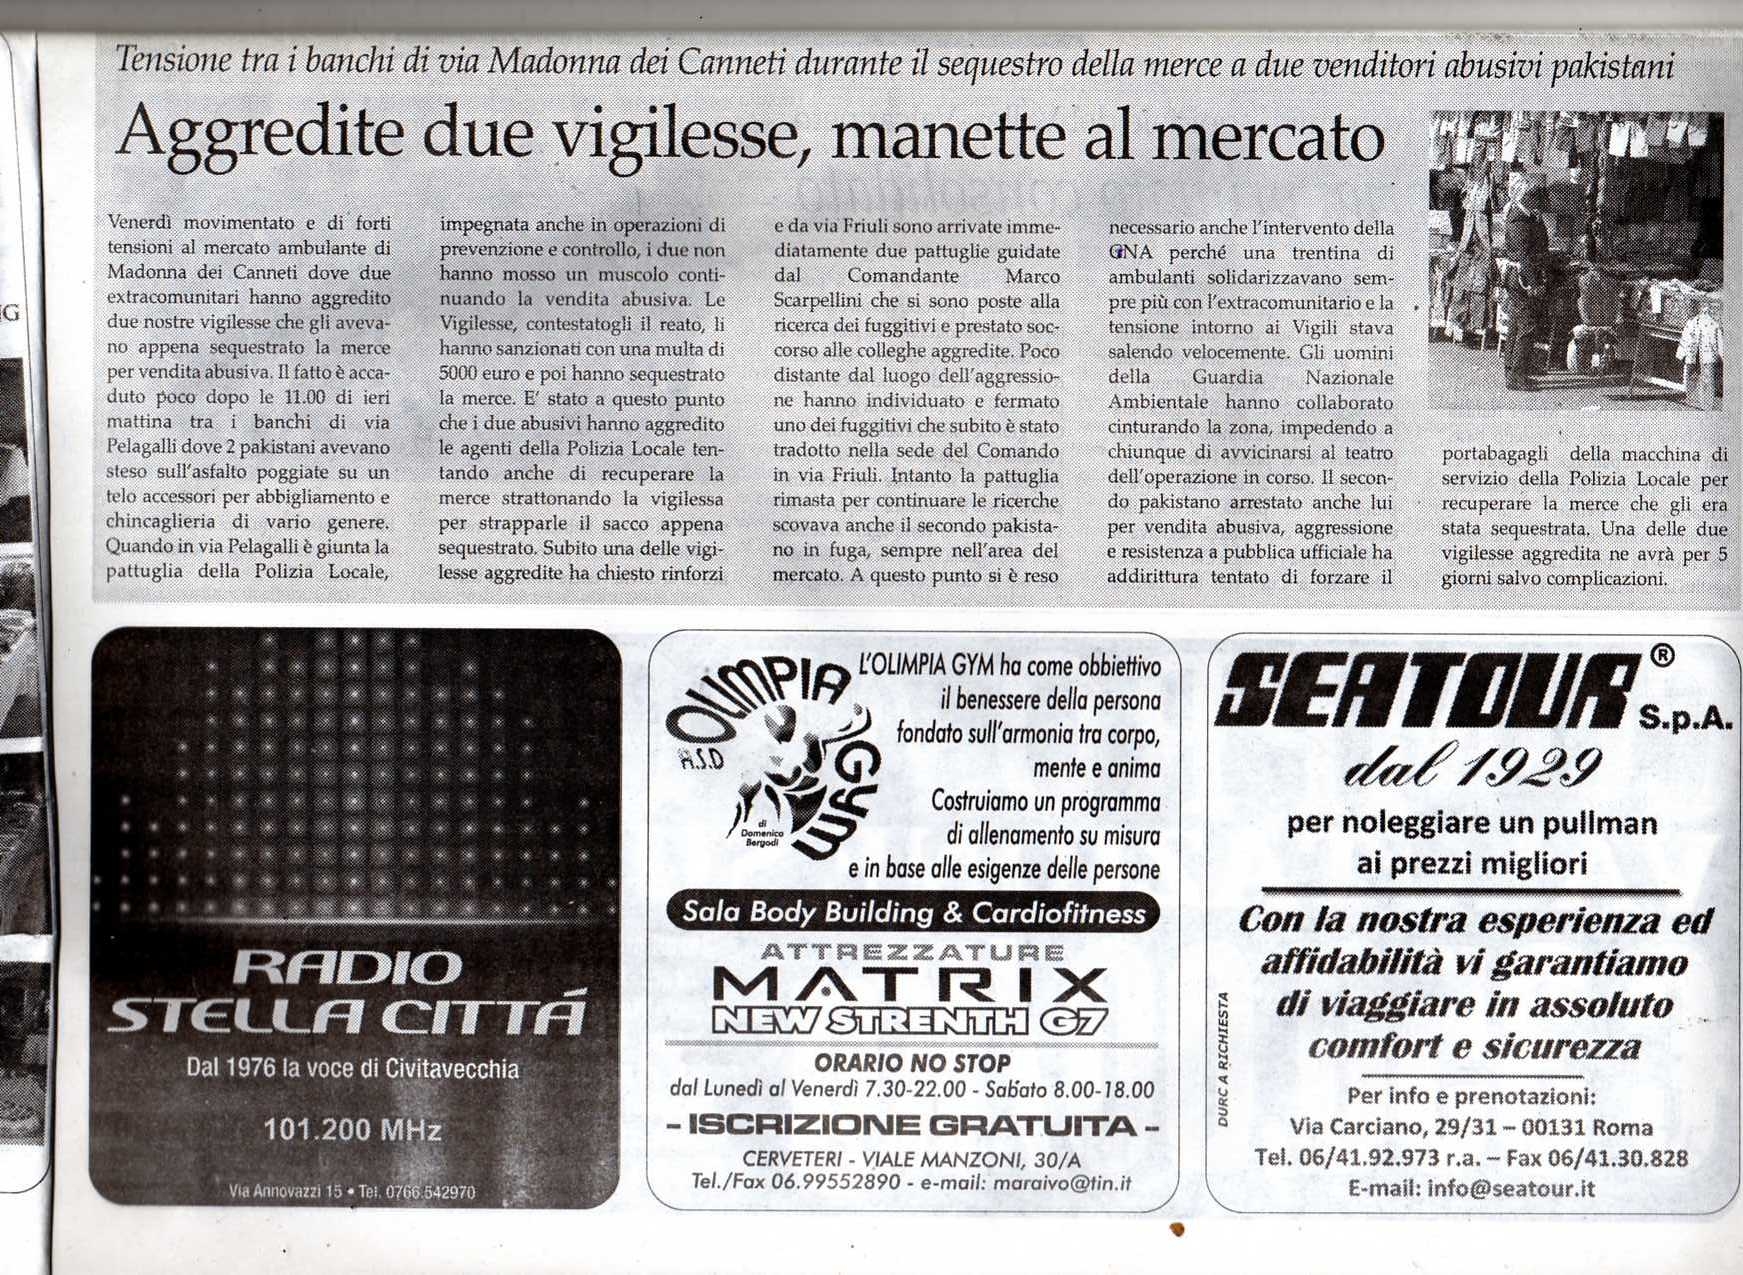 Tensione tra i banchi di via Madonna dei Canneti durante il sequestro della merce a due venditori abusivi pakistani
Aggredite due vigilesse, manette al mercato
Venerdì movimentato e di forti
tensioni al mercato ambulante di
Madonna dei Canneti dove due
extracomunitari hanno aggredito
due nostre vigilesse che gli aveva-
no appena sequestrato la merce
per vendita abusiva. Il fatto è acca-
duto poco dopo le 11.00 di ieri
mattina tra i banchi di via
Pelagalli dove 2 pakistani avevano
steso sull'asfalto poggiate su un
telo accessori per abbigliamento e
chincaglieria di vario genere.
Quando in via Pelagalli è giunta la
pattuglia della Polizia Locale,
impegnata anche in operazioni di
prevenzione e controllo, i due non
hanno mosso un muscolo conti-
nuando la vendita abusiva. Le
Vigilesse, contestatogli il reato, li
hanno sanzionati con una multa di
5000 euro e poi hanno sequestrato
la merce. E' stato a questo punto
che i due abusivi hanno aggredito
le agenti della Polizia Locale ten-
tando anche di recuperare la
merce strattonando la vigilessa
per strapparle il sacco appena
sequestrato. Subito una delle vigi-
lesse aggredite ha chiesto rinforzi
e da via Friuli sono arrivate imme-
diatamente due pattuglie guidate
dal Comandante Marco
Scarpellini che si sono poste alla
ricerca dei fuggitivi e prestato soc-
corso alle colleghe aggredite. Poco
distante dal luogo dell'aggressio-
ne hanno individuato e fermato
uno dei fuggitivi che subito è stato
tradotto nella sede del Comando
in via Friuli. Intanto la pattuglia
rimasta per continuare le ricerche
scovava anche il secondo pakista-
no in fuga, sempre nell'area del
mercato. A questo punto si è reso
necessario anche l'intervento della
GNA perché una trentina di
ambulanti solidarizzavano sem-
pre più con l'extracomunitario e la
tensione intorno ai Vigili stava
salendo velocemente. Gli uomini
della Guardia Nazionale
Ambientale hanno collaborato
cinturando la zona, impedendo a
chiunque di avvicinarsi al teatro
dell'operazione in corso. Il secon-
do pakistano arrestato anche lui
per vendita abusiva, aggressione
e resistenza a pubblica ufficiale ha
addirittura tentato di forzare il
portabagagli della macchina di
servizio della Polizia Locale per
recuperare la merce che gli era
stata sequestrata. Una delle due
vigilesse aggredita ne avrà per 5
giorni salvo complicazioni.
NG
RADIO
STELLA CITTÁ
Dal 1976 la voce di Civitavecchia
101.200 MHz
Via Annovazzi 15 • Tel. 0766.542970
OLIMPIA GYM
A.S.D
di
Domenico
Bergodi
L'OLIMPIA GYM ha come obbiettivo
il benessere della persona
fondato sull'armonia tra corpo,
mente e anima
Costruiamo un programma
di allenamento su misura
e in base alle esigenze delle persone
Sala Body Building & Cardiofitness
ATTREZZATURE
MATRIX
NEW STRENTH G7
ORARIO NO STOP
dal Lunedì al Venerdì 7.30-22.00 - Sabato 8.00-18.00
- ISCRIZIONE GRATUITA -
CERVETERI - VIALE MANZONI, 30/A
Tel./Fax 06.99552890 - e-mail: maraivo@tin.it
SEATOUR ®
S.p.A.
dal 1929
per noleggiare un pullman
ai prezzi migliori
Con la nostra esperienza ed
affidabilità vi garantiamo
di viaggiare in assoluto
comfort e sicurezza
DURC A RICHIESTA
Per info e prenotazioni:
Via Carciano, 29/31 – 00131 Roma
Tel. 06/41.92.973 r.a. – Fax 06/41.30.828
E-mail: info@seatour.it